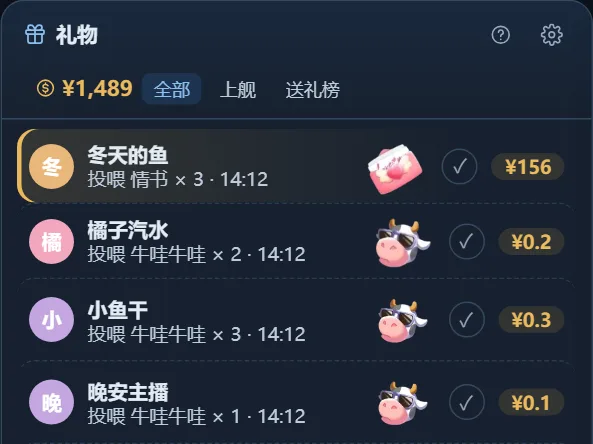 礼物
¥1,489 全部 上舰 送礼榜
冬 冬天的鱼
投喂 情书 × 3 · 14:12
¥156
橘 橘子汽水
投喂 牛哇牛哇 × 2 · 14:12
¥0.2
小 小鱼干
投喂 牛哇牛哇 × 3 · 14:12
¥0.3
晚 晚安主播
投喂 牛哇牛哇 × 1 · 14:12
¥0.1